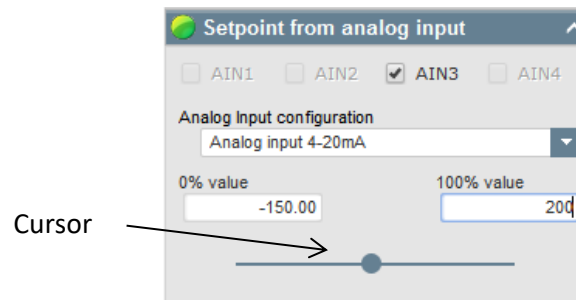 Setpoint from analog input
AIN1 AIN2 AIN3 AIN4
Analog Input configuration
Analog input 4-20mA
0% value 100% value
-150.00 200
Cursor